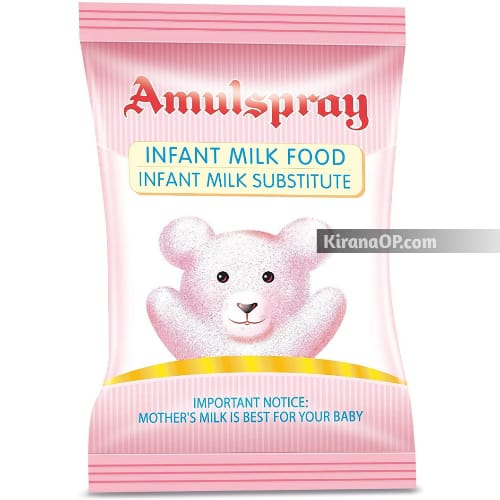 Amulspray
INFANT MILK FOOD
INFANT MILK SUBSTITUTE
KiranaOP.com
IMPORTANT NOTICE:
MOTHER'S MILK IS BEST FOR YOUR BABY